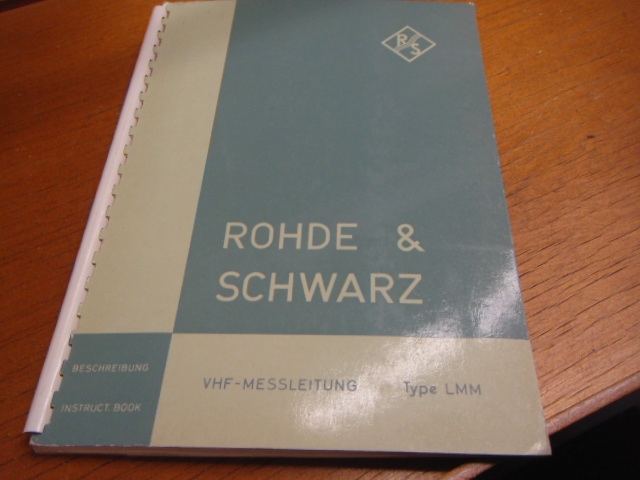 R&S
ROHDE &
SCHWARZ
BESCHREIBUNG
INSTRUCT. BOOK
VHF-MESSLEITUNG Type LMM